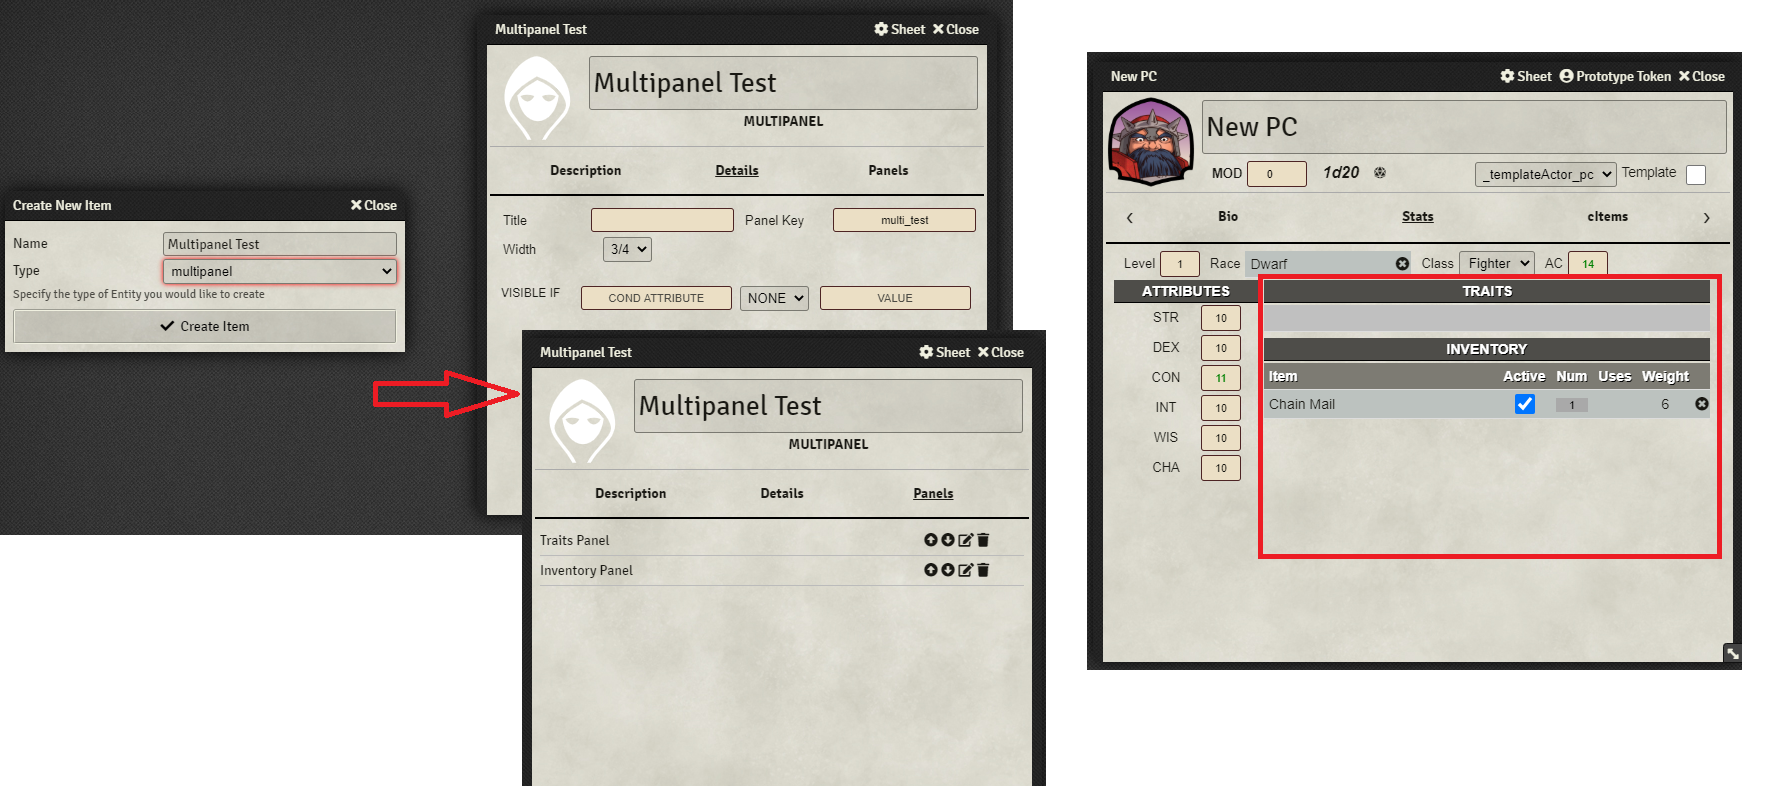 Create New Item Close
Name Multipanel Test
Type multipanel
Specify the type of Entity you would like to create
Create Item
Multipanel Test Sheet Close
Multipanel Test
MULTIPANEL
Description Details Panels
Title Panel Key multi_test
Width 3/4
VISIBLE IF COND ATTRIBUTE NONE VALUE
Multipanel Test Sheet Close
Multipanel Test
MULTIPANEL
Description Details Panels
Traits Panel
Inventory Panel
New PC Sheet Prototype Token Close
New PC
MOD 0 1d20 _templateActor_pc Template
Bio Stats cItems
Level 1 Race Dwarf Class Fighter AC 14
ATTRIBUTES
STR 10
DEX 10
CON 11
INT 10
WIS 10
CHA 10
TRAITS
INVENTORY
Item Active Num Uses Weight
Chain Mail 1 6